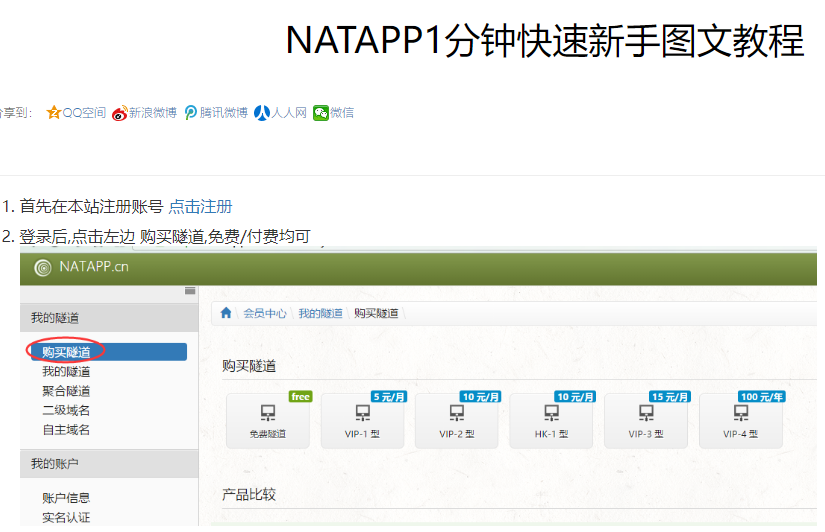 NATAPP1分钟快速新手图文教程
分享到: QQ空间 新浪微博 腾讯微博 人人网 微信
1. 首先在本站注册账号 点击注册
2. 登录后,点击左边 购买隧道,免费/付费均可
NATAPP.cn
我的隧道
会员中心 我的隧道 购买隧道
购买隧道
我的隧道
聚合隧道
二级域名
自主域名
购买隧道
free 5 元/月 10 元/月 10 元/月 15 元/月 100 元/年
免费隧道 VIP-1 型 VIP-2 型 HK-1 型 VIP-3 型 VIP-4 型
我的账户
账户信息
实名认证
产品比较